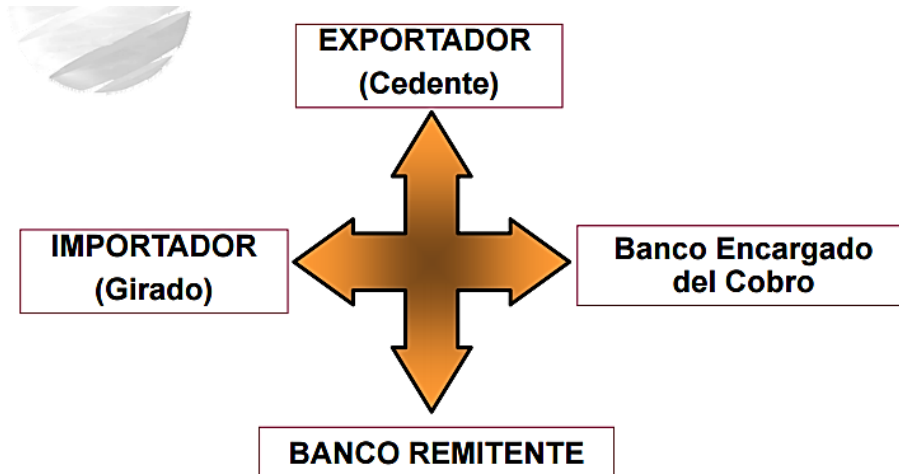 EXPORTADOR
(Cedente)
IMPORTADOR
(Girado)
Banco Encargado
del Cobro
BANCO REMITENTE